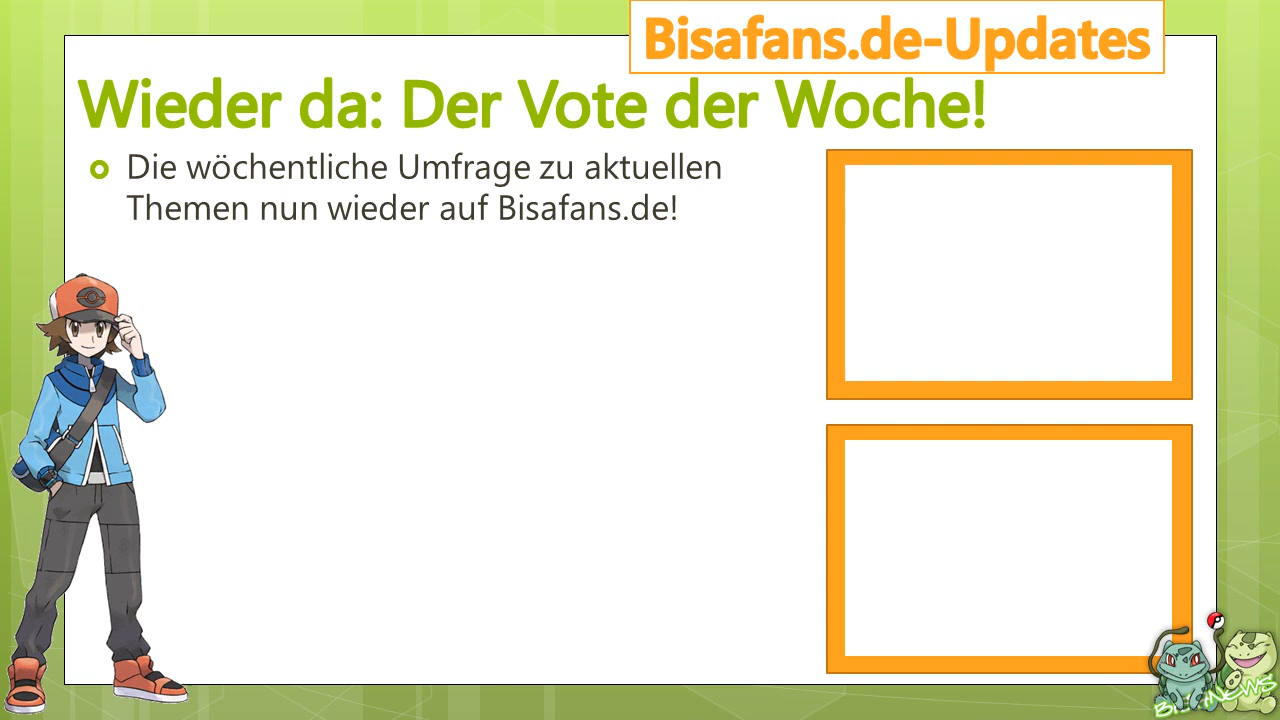 Bisafans.de-Updates
Wieder da: Der Vote der Woche!
Die wöchentliche Umfrage zu aktuellen
Themen nun wieder auf Bisafans.de!